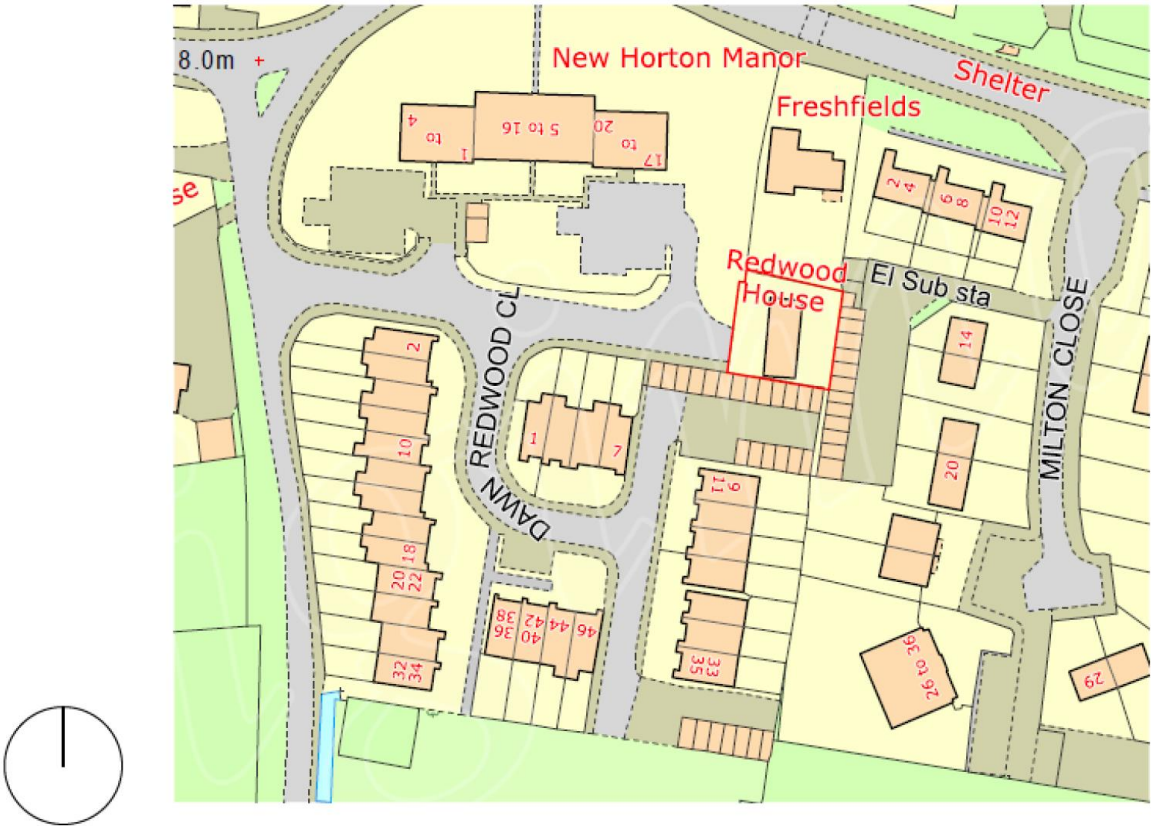 8.0m
New Horton Manor
Shelter
Freshfields
4
to
1
5 to 16
20
to
17
2
4
6
8
10
12
se
Redwood
House
El Sub sta
14
MILTON CLOSE
REDWOOD CL
DAWN
2
10
18
20
22
32
34
1
7
9
11
20
38
36
42
40
44
46
33
35
26 to 36
29